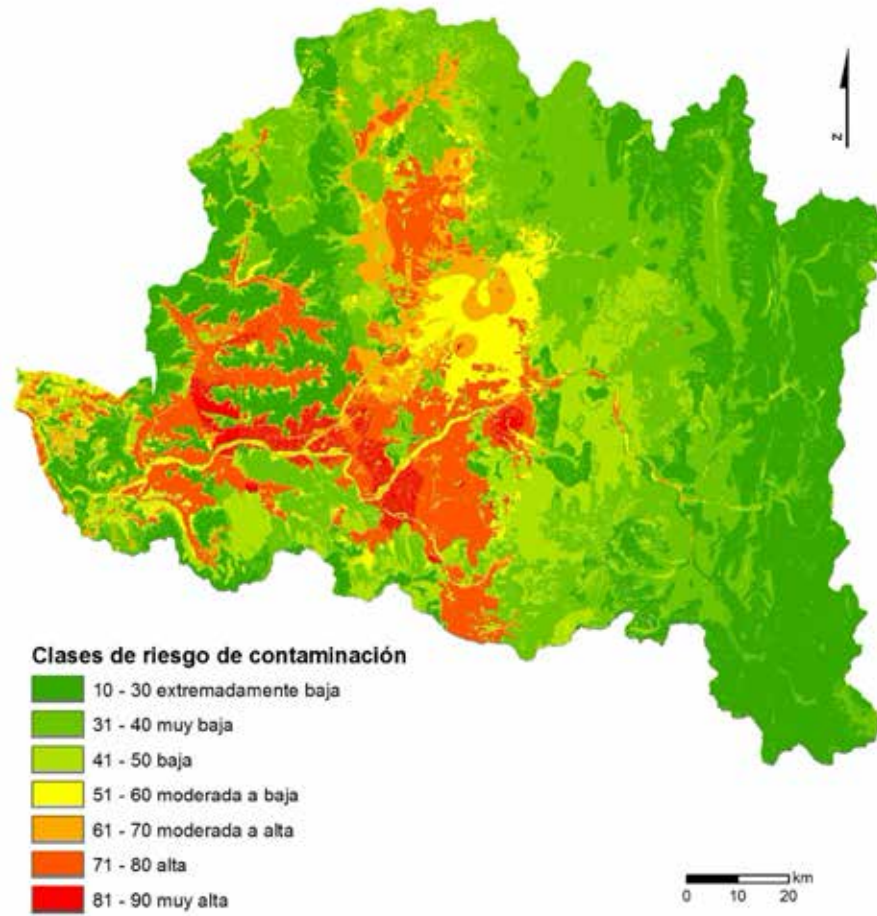 z
Clases de riesgo de contaminación
10 - 30 extremadamente baja
31 - 40 muy baja
41 - 50 baja
51 - 60 moderada a baja
61 - 70 moderada a alta
71 - 80 alta
81 - 90 muy alta
km
0 10 20